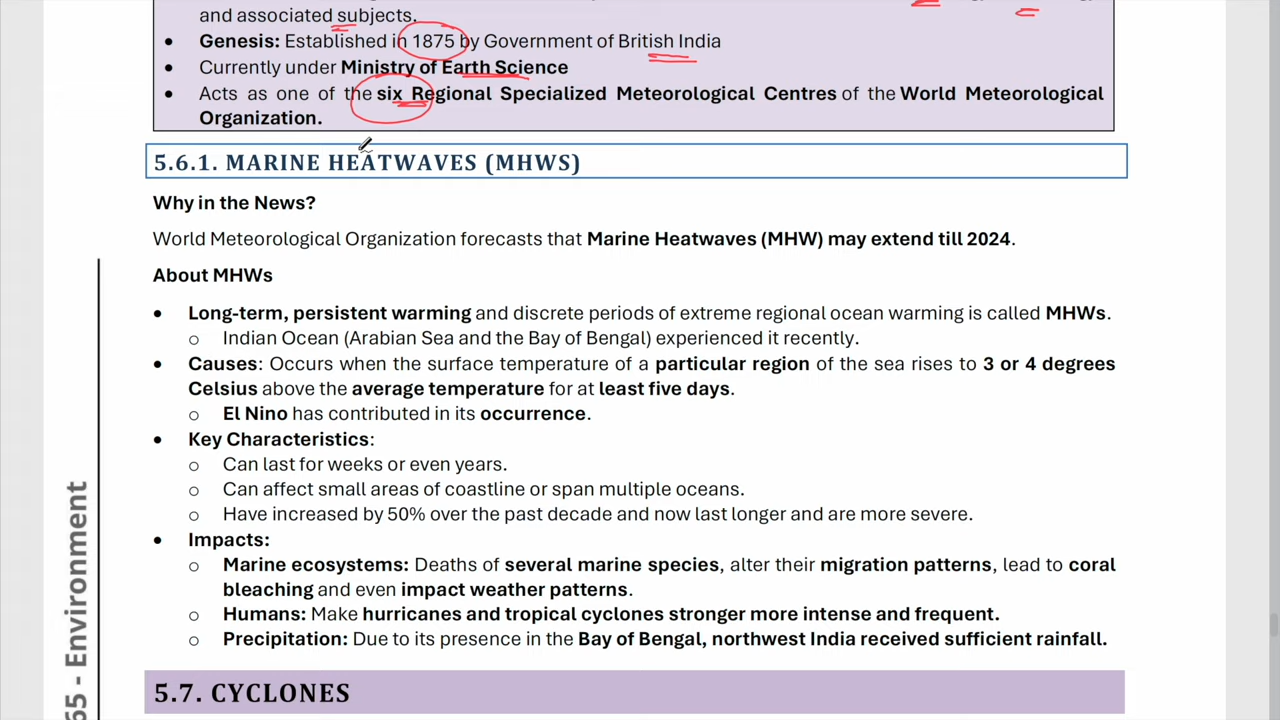 and associated subjects.
• Genesis: Established in 1875 by Government of British India
• Currently under Ministry of Earth Science
• Acts as one of the six Regional Specialized Meteorological Centres of the World Meteorological
Organization.
5.6.1. MARINE HEATWAVES (MHWS)
Why in the News?
World Meteorological Organization forecasts that Marine Heatwaves (MHW) may extend till 2024.
About MHWs
• Long-term, persistent warming and discrete periods of extreme regional ocean warming is called MHWs.
o Indian Ocean (Arabian Sea and the Bay of Bengal) experienced it recently.
• Causes: Occurs when the surface temperature of a particular region of the sea rises to 3 or 4 degrees
Celsius above the average temperature for at least five days.
o El Nino has contributed in its occurrence.
• Key Characteristics:
o Can last for weeks or even years.
o Can affect small areas of coastline or span multiple oceans.
o Have increased by 50% over the past decade and now last longer and are more severe.
• Impacts:
o Marine ecosystems: Deaths of several marine species, alter their migration patterns, lead to coral
bleaching and even impact weather patterns.
o Humans: Make hurricanes and tropical cyclones stronger more intense and frequent.
o Precipitation: Due to its presence in the Bay of Bengal, northwest India received sufficient rainfall.
5.7. CYCLONES
65 - Environment